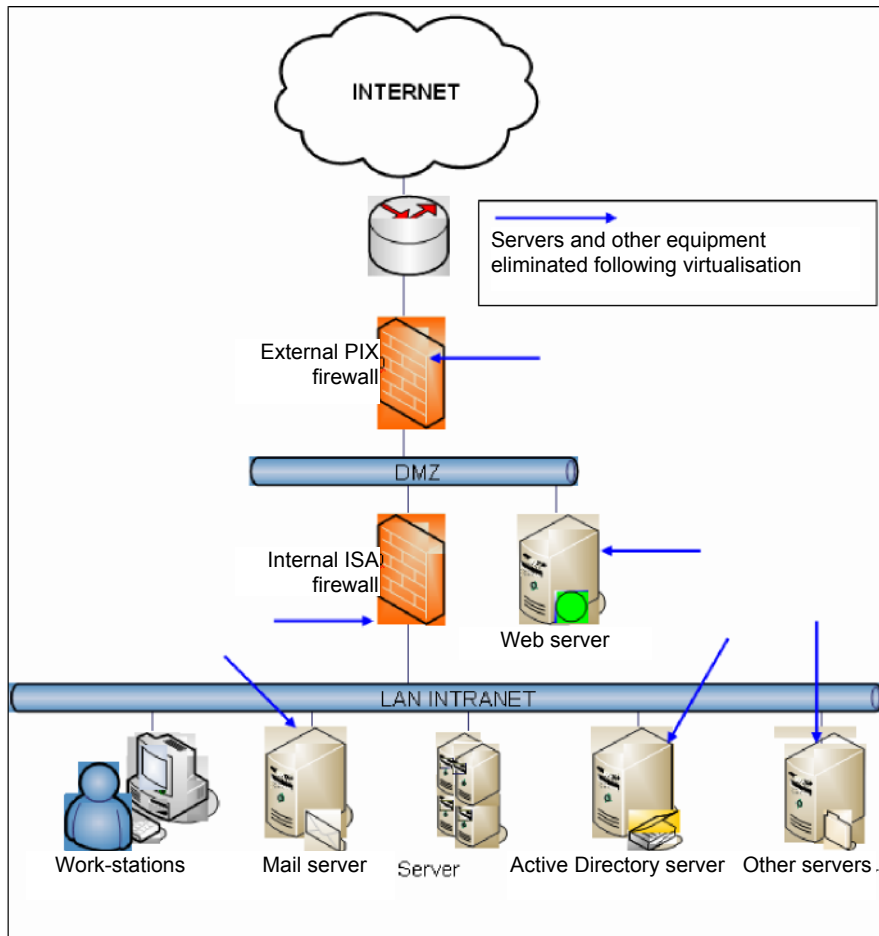 INTERNET
Servers and other equipment
eliminated following virtualisation
External PIX
firewall
DMZ
Internal ISA
firewall
Web server
LAN INTRANET
Work-stations
Mail server
Server
Active Directory server
Other servers